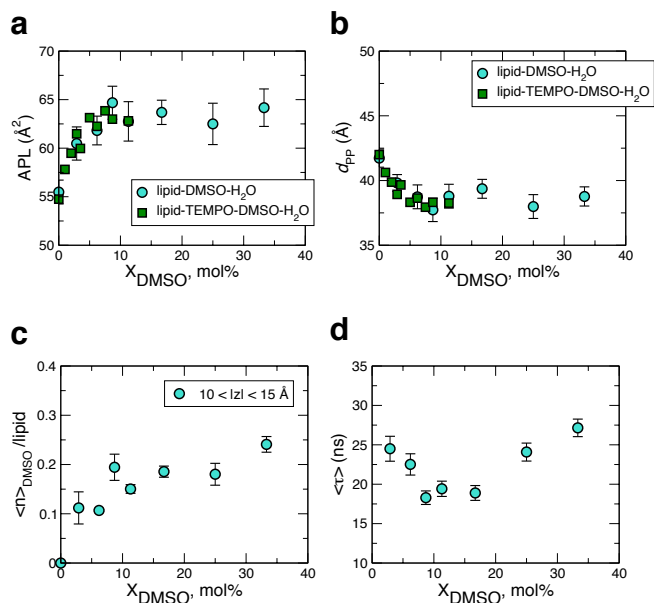 a
70
65
60
55
50
APL (Å²)
0 10 20 30 40
X_DMSO, mol%
lipid-DMSO-H₂O
lipid-TEMPO-DMSO-H₂O
b
50
45
40
35
30
d_PP (Å)
0 10 20 30 40
X_DMSO, mol%
lipid-DMSO-H₂O
lipid-TEMPO-DMSO-H₂O
c
0.4
0.3
0.2
0.1
0
<n>_DMSO/lipid
0 10 20 30 40
X_DMSO, mol%
10 < |z| < 15 Å
d
35
30
25
20
15
10
<τ> (ns)
0 10 20 30 40
X_DMSO, mol%